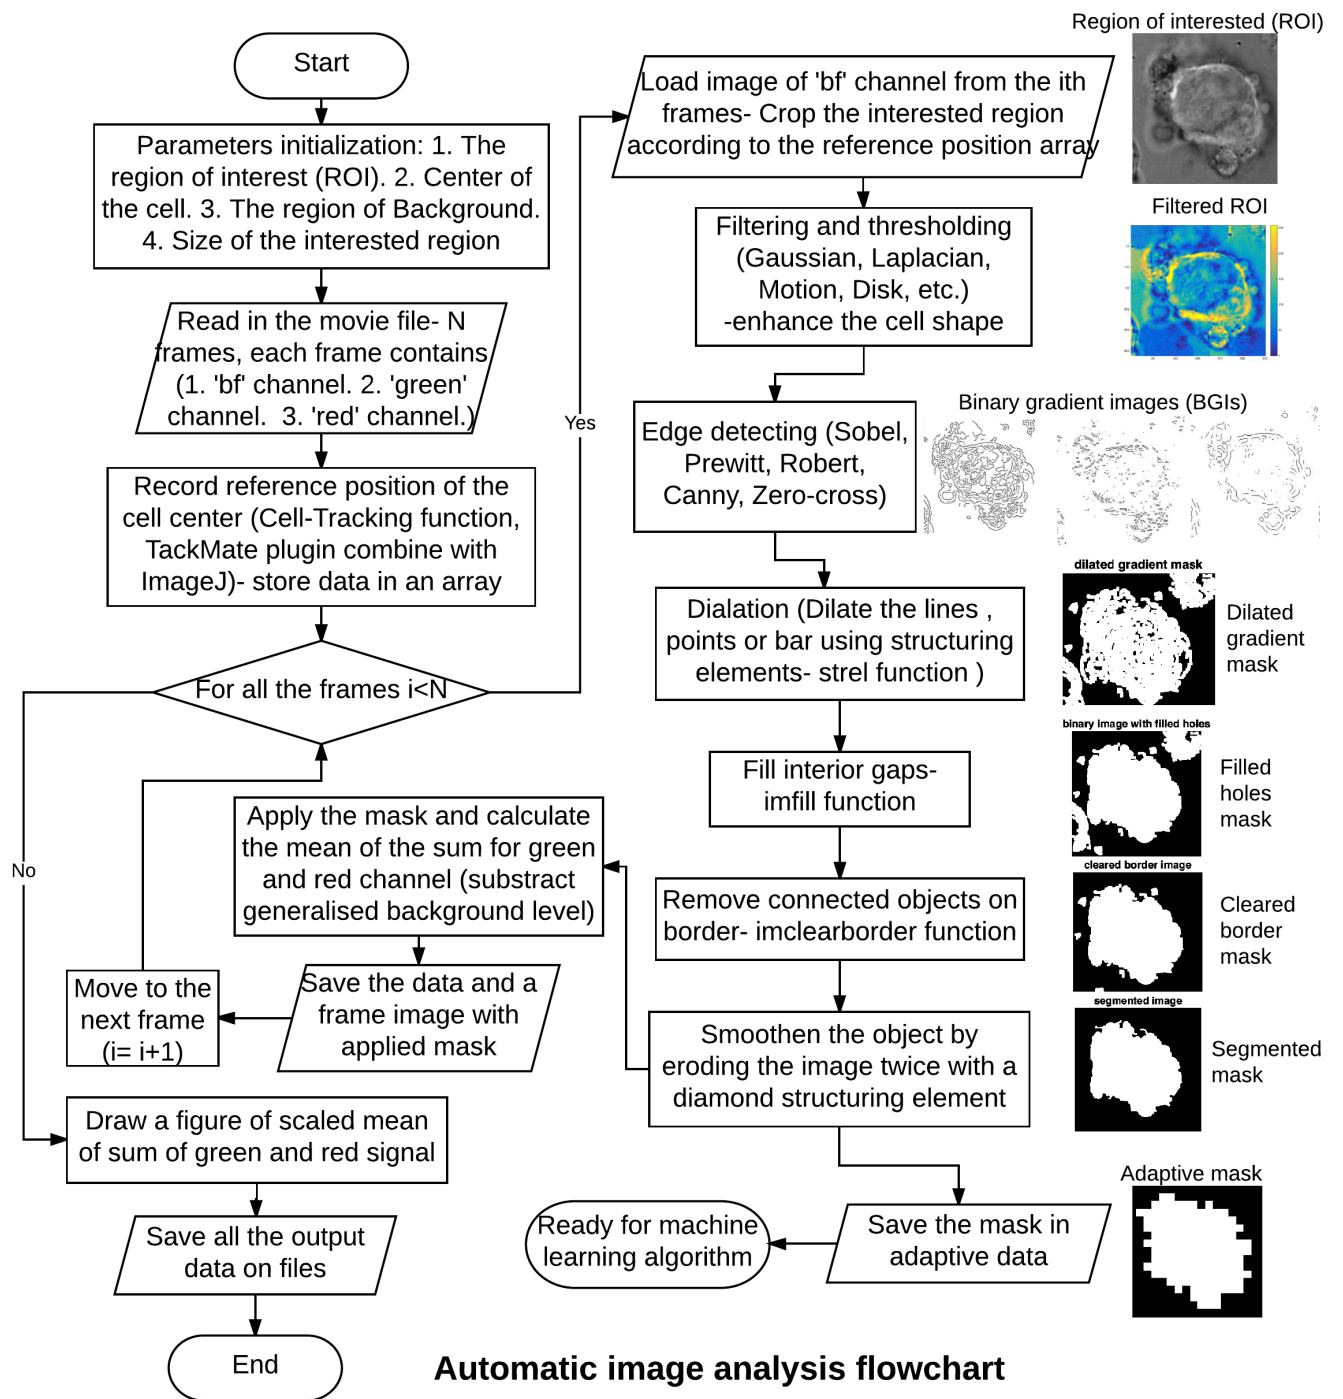 Start
Parameters initialization: 1. The
region of interest (ROI). 2. Center of
the cell. 3. The region of Background.
4. Size of the interested region
Read in the movie file- N
frames, each frame contains
(1. 'bf' channel. 2. 'green'
channel.  3. 'red' channel.)
Record reference position of the
cell center (Cell-Tracking function,
TackMate plugin combine with
ImageJ)- store data in an array
For all the frames i<N
Yes
No
Load image of 'bf' channel from the ith
frames- Crop the interested region
according to the reference position array
Filtering and thresholding
(Gaussian, Laplacian,
Motion, Disk, etc.)
-enhance the cell shape
Edge detecting (Sobel,
Prewitt, Robert,
Canny, Zero-cross)
Dialation (Dilate the lines ,
points or bar using structuring
elements- strel function )
Fill interior gaps-
imfill function
Remove connected objects on
border- imclearborder function
Smoothen the object by
eroding the image twice with a
diamond structuring element
Apply the mask and calculate
the mean of the sum for green
and red channel (substract
generalised background level)
Save the data and a
frame image with
applied mask
Move to the
next frame
(i= i+1)
Draw a figure of scaled mean
of sum of green and red signal
Save all the output
data on files
End
Save the mask in
adaptive data
Ready for machine
learning algorithm
Region of interested (ROI)
Filtered ROI
Binary gradient images (BGIs)
dilated gradient mask
Dilated
gradient
mask
binary image with filled holes
Filled
holes
mask
cleared border image
Cleared
border
mask
segmented image
Segmented
mask
Adaptive mask
Automatic image analysis flowchart